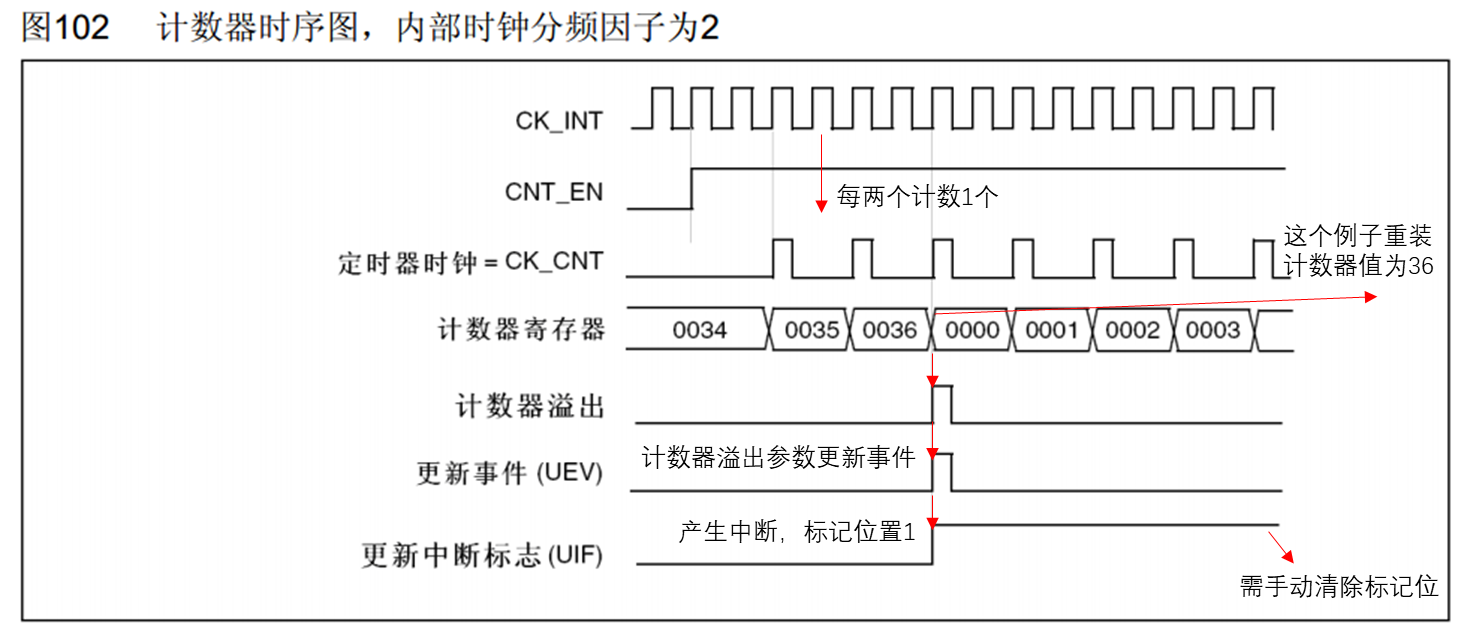 图102 计数器时序图，内部时钟分频因子为2
CK_INT
CNT_EN
每两个计数1个
定时器时钟 = CK_CNT
这个例子重装
计数器值为36
计数器寄存器
0034 0035 0036 0000 0001 0002 0003
计数器溢出
计数器溢出参数更新事件
更新事件 (UEV)
产生中断，标记位置1
更新中断标志 (UIF)
需手动清除标记位